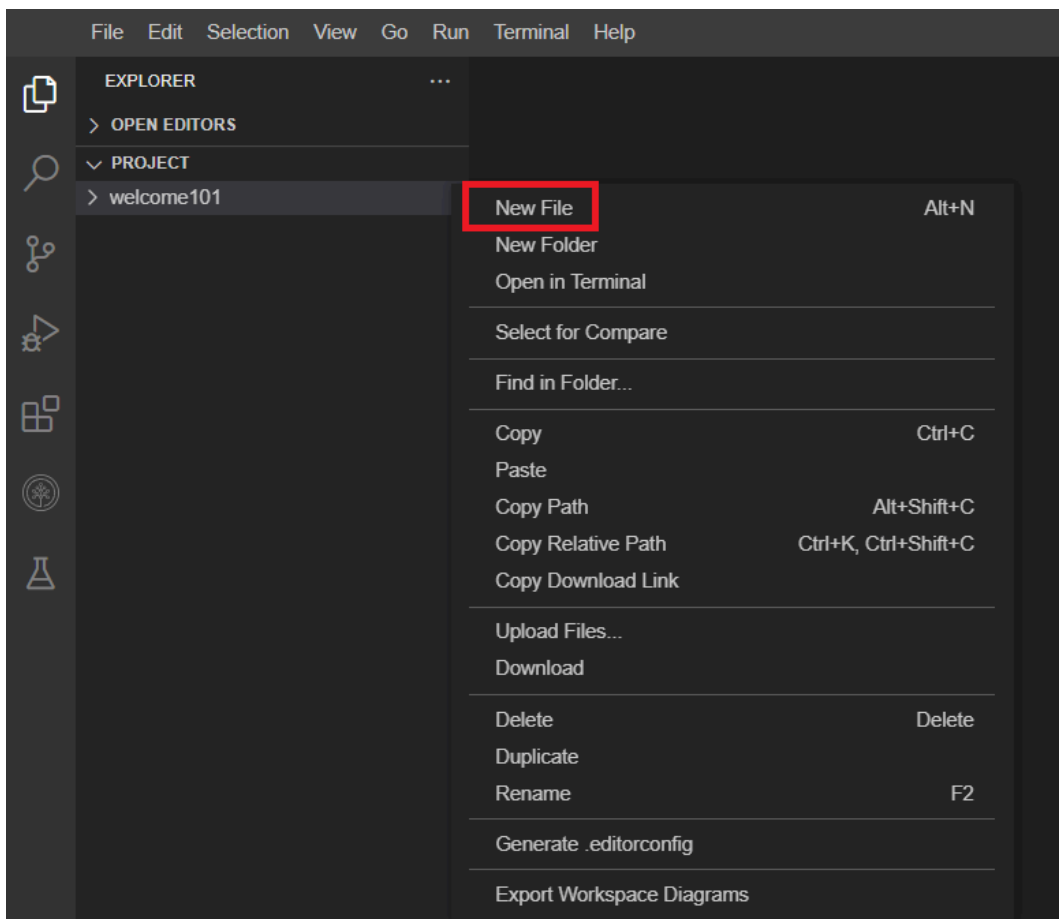 File Edit Selection View Go Run Terminal Help
EXPLORER ...
OPEN EDITORS
PROJECT
welcome101
New File Alt+N
New Folder
Open in Terminal
Select for Compare
Find in Folder...
Copy Ctrl+C
Paste
Copy Path Alt+Shift+C
Copy Relative Path Ctrl+K, Ctrl+Shift+C
Copy Download Link
Upload Files...
Download
Delete Delete
Duplicate
Rename F2
Generate .editorconfig
Export Workspace Diagrams